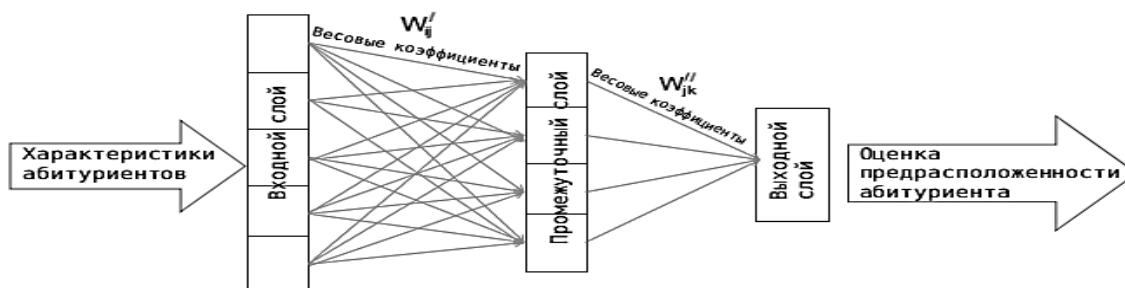 Характеристики
абитуриентов
Входной слой
W'ij
Весовые коэффициенты
Промежуточный слой
W''jk
Весовые коэффициенты
Выходной
слой
Оценка
предрасположенности
абитуриента